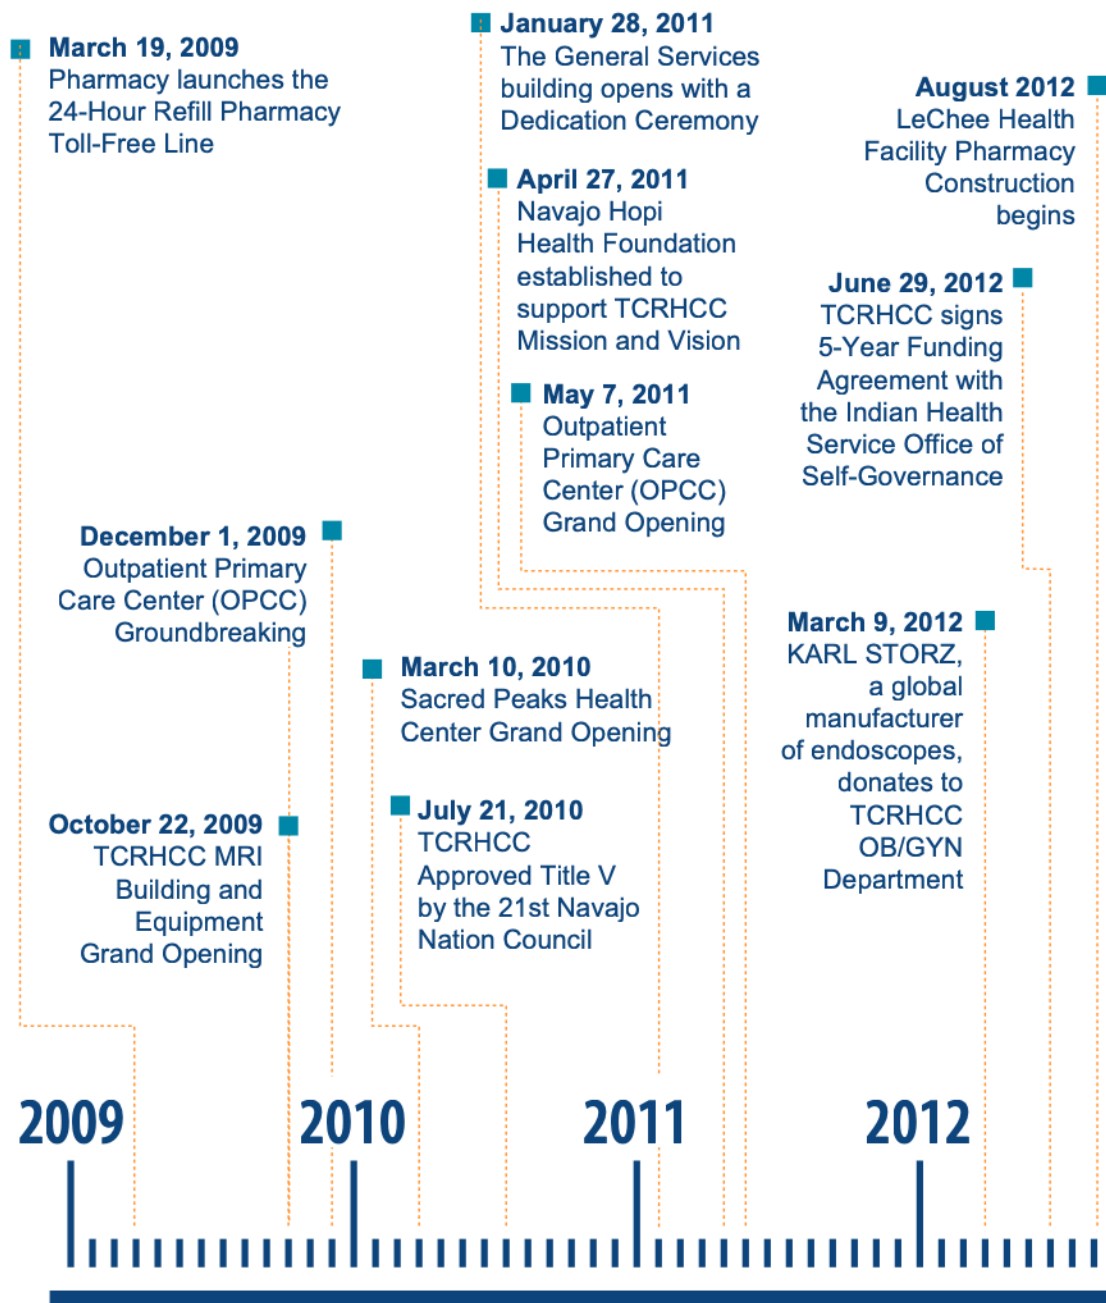 March 19, 2009
Pharmacy launches the
24-Hour Refill Pharmacy
Toll-Free Line
October 22, 2009
TCRHCC MRI
Building and
Equipment
Grand Opening
December 1, 2009
Outpatient Primary
Care Center (OPCC)
Groundbreaking
March 10, 2010
Sacred Peaks Health
Center Grand Opening
July 21, 2010
TCRHCC
Approved Title V
by the 21st Navajo
Nation Council
January 28, 2011
The General Services
building opens with a
Dedication Ceremony
April 27, 2011
Navajo Hopi
Health Foundation
established to
support TCRHCC
Mission and Vision
May 7, 2011
Outpatient
Primary Care
Center (OPCC)
Grand Opening
March 9, 2012
KARL STORZ,
a global
manufacturer
of endoscopes,
donates to
TCRHCC
OB/GYN
Department
June 29, 2012
TCRHCC signs
5-Year Funding
Agreement with
the Indian Health
Service Office of
Self-Governance
August 2012
LeChee Health
Facility Pharmacy
Construction
begins
2009
2010
2011
2012